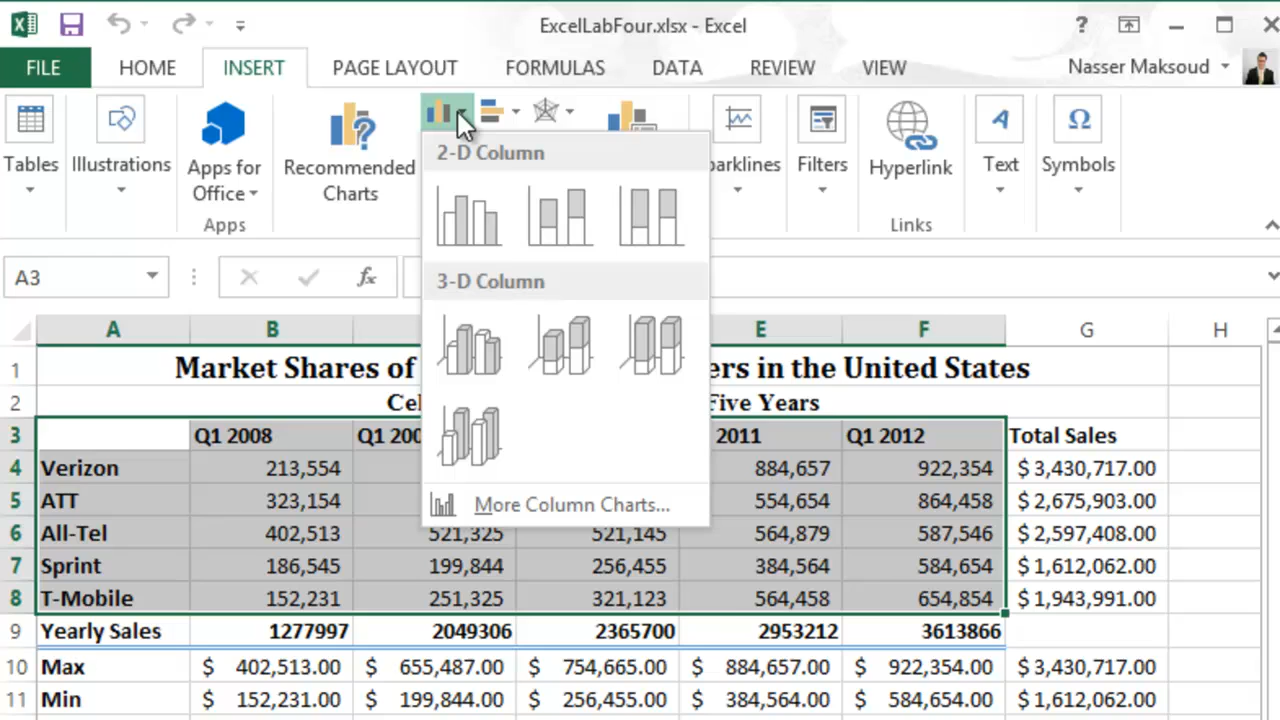 ExcelLabFour.xlsx - Excel
?
FILE HOME INSERT PAGE LAYOUT FORMULAS DATA REVIEW VIEW Nasser Maksoud
Tables Illustrations Apps for Office Recommended Charts parklines Filters Hyperlink Text Symbols
Apps Links
2-D Column
3-D Column
More Column Charts...
A3 fx
A B E F G H
1 Market Shares of ers in the United States
2 Cel Five Years
3 Q1 2008 Q1 200 2011 Q1 2012 Total Sales
4 Verizon 213,554 884,657 922,354 $ 3,430,717.00
5 ATT 323,154 554,654 864,458 $ 2,675,903.00
6 All-Tel 402,513 521,325 521,145 564,879 587,546 $ 2,597,408.00
7 Sprint 186,545 199,844 256,455 384,564 584,654 $ 1,612,062.00
8 T-Mobile 152,231 251,325 321,123 564,458 654,854 $ 1,943,991.00
9 Yearly Sales 1277997 2049306 2365700 2953212 3613866
10 Max $ 402,513.00 $ 655,487.00 $ 754,665.00 $ 884,657.00 $ 922,354.00 $ 3,430,717.00
11 Min $ 152,231.00 $ 199,844.00 $ 256,455.00 $ 384,564.00 $ 584,654.00 $ 1,612,062.00